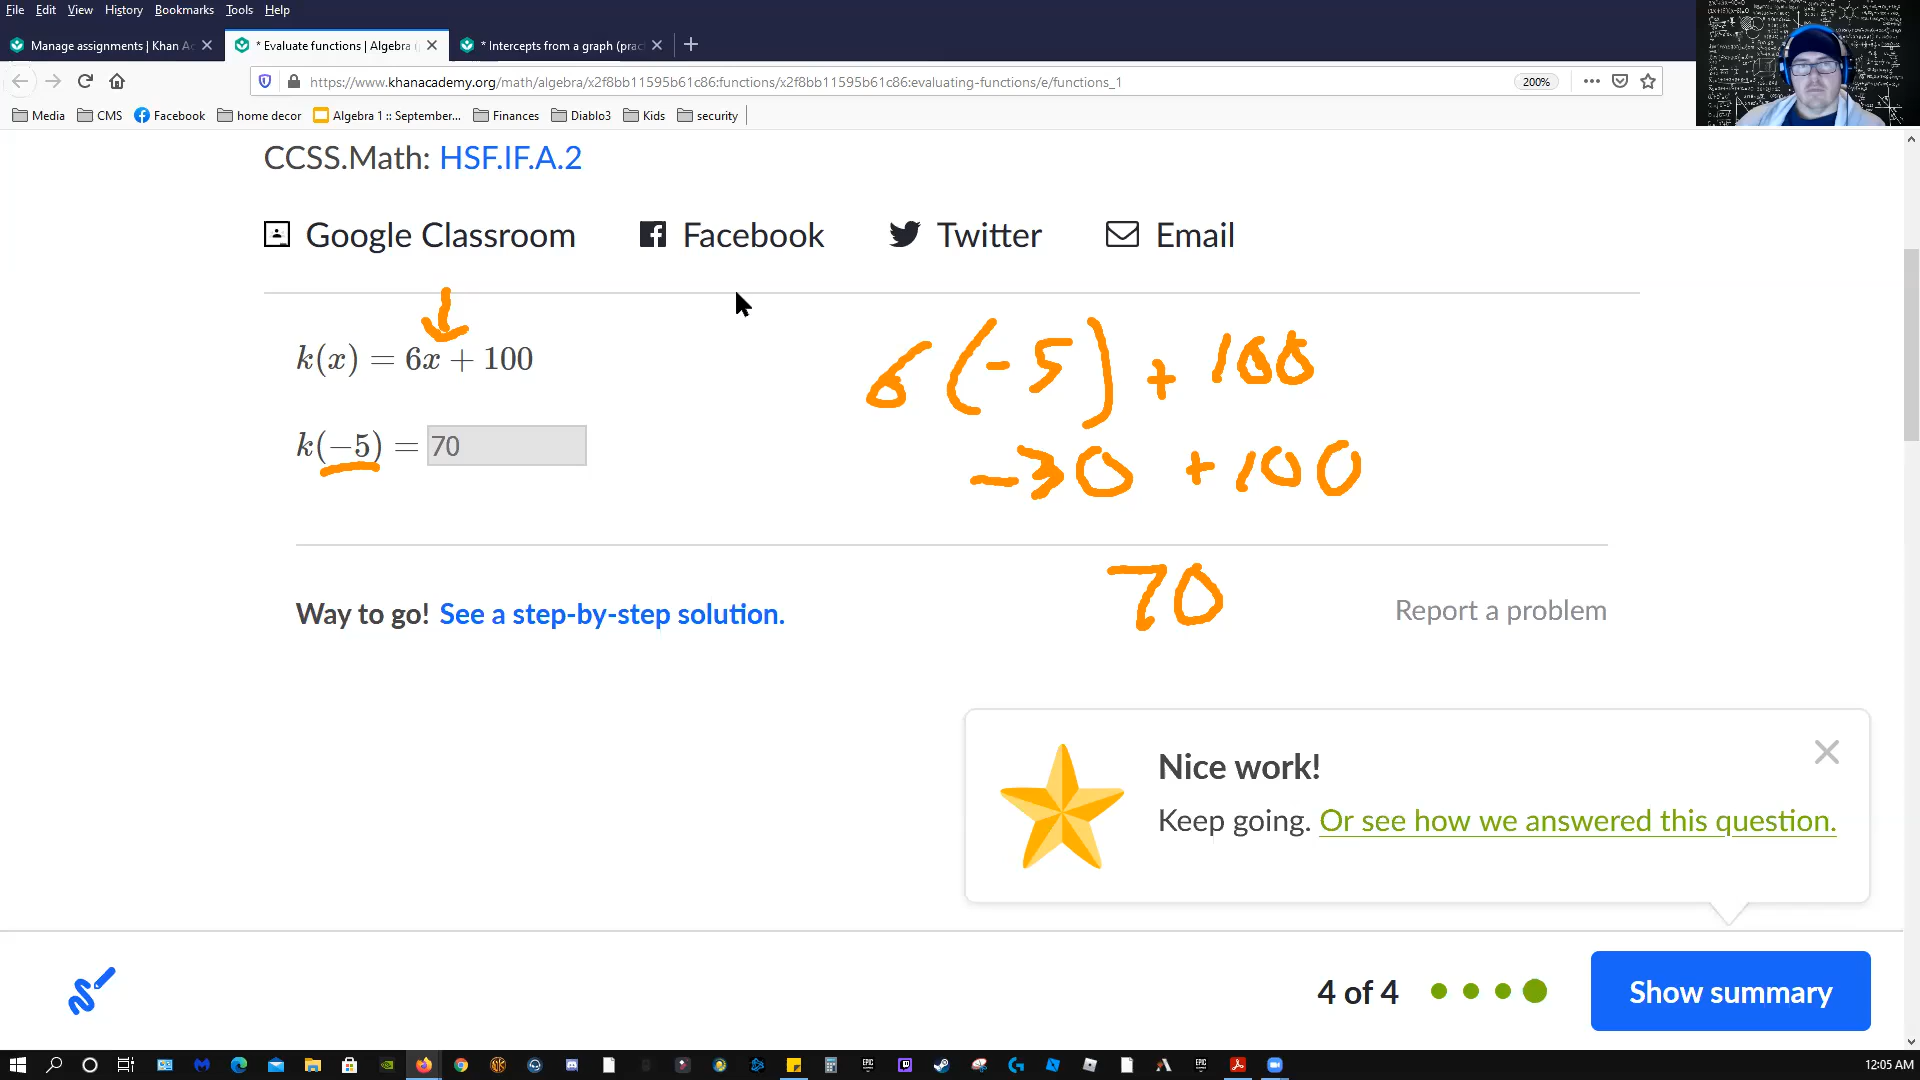 File Edit View History Bookmarks Tools Help
Manage assignments | Khan Ac
* Evaluate functions | Algebra (
* Intercepts from a graph (prac
https://www.khanacademy.org/math/algebra/x2f8bb11595b61c86:functions/x2f8bb11595b61c86:evaluating-functions/e/functions_1
200%
Media CMS Facebook home decor Algebra 1 :: September... Finances Diablo3 Kids security
CCSS.Math: HSF.IF.A.2
Google Classroom Facebook Twitter Email
k(x) = 6x + 100
6(-5) + 100
k(−5) = 70
-30 +100
70
Way to go! See a step-by-step solution.
Report a problem
Nice work!
Keep going. Or see how we answered this question.
4 of 4
Show summary
12:05 AM